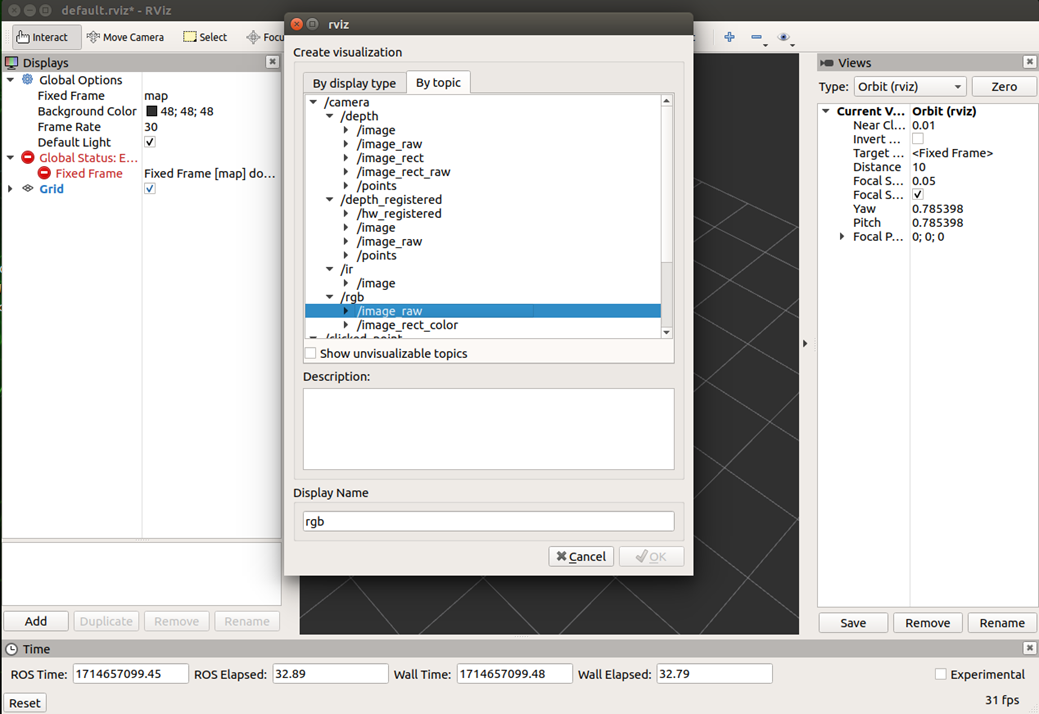 default.rviz* - RViz
Interact
Move Camera
Select
Focu
Displays
Global Options
Fixed Frame
map
Background Color
48; 48; 48
Frame Rate
30
Default Light
Global Status: E...
Fixed Frame
Fixed Frame [map] do...
Grid
Add
Duplicate
Remove
Rename
rviz
Create visualization
By display type
By topic
/camera
/depth
/image
/image_raw
/image_rect
/image_rect_raw
/points
/depth_registered
/hw_registered
/image
/image_raw
/points
/ir
/image
/rgb
/image_raw
/image_rect_color
/clicked_point
Show unvisualizable topics
Description:
Display Name
rgb
Cancel
OK
Views
Type:
Orbit (rviz)
Zero
Current V...
Orbit (rviz)
Near Cl...
0.01
Invert ...
Target ...
<Fixed Frame>
Distance
10
Focal S...
0.05
Focal S...
Yaw
0.785398
Pitch
0.785398
Focal P...
0; 0; 0
Save
Remove
Rename
Time
ROS Time:
1714657099.45
ROS Elapsed:
32.89
Wall Time:
1714657099.48
Wall Elapsed:
32.79
Experimental
Reset
31 fps